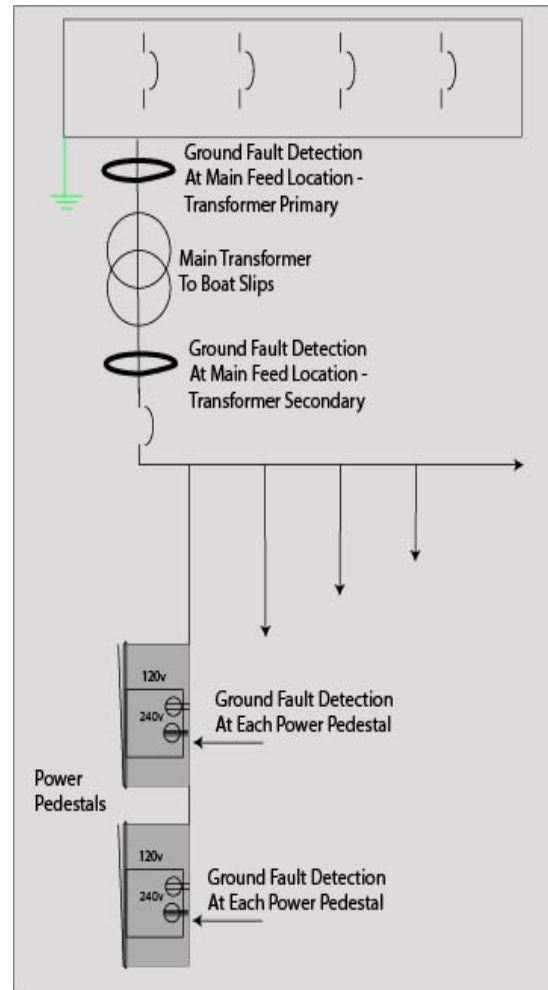 Ground Fault Detection
At Main Feed Location -
Transformer Primary
Main Transformer
To Boat Slips
Ground Fault Detection
At Main Feed Location -
Transformer Secondary
120v
240v
Ground Fault Detection
At Each Power Pedestal
Power
Pedestals
120v
240v
Ground Fault Detection
At Each Power Pedestal